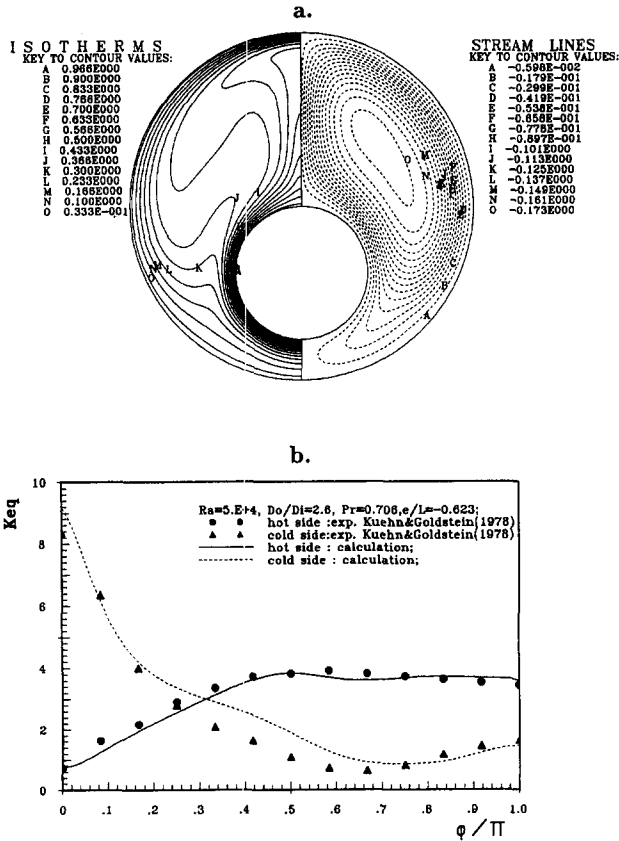 a.
ISOTHERMS
KEY TO CONTOUR VALUES:
A 0.966E000
B 0.900E000
C 0.833E000
D 0.766E000
E 0.700E000
F 0.633E000
G 0.566E000
H 0.500E000
I 0.433E000
J 0.366E000
K 0.300E000
L 0.233E000
M 0.166E000
N 0.100E000
O 0.333E-001
STREAM LINES
KEY TO CONTOUR VALUES:
A -0.598E-002
B -0.179E-001
C -0.299E-001
D -0.419E-001
E -0.538E-001
F -0.658E-001
G -0.778E-001
H -0.897E-001
I -0.101E000
J -0.113E000
K -0.125E000
L -0.137E000
M -0.149E000
N -0.161E000
O -0.173E000
J I
N M L K A
O
O M
N
C
B
A
b.
Keq
10
8
6
4
2
0
Ra=5.E+4, Do/Di=2.6, Pr=0.706,e/L=-0.623;
hot side :exp. Kuehn&Goldstein(1978)
cold side:exp. Kuehn&Goldstein(1978)
hot side : calculation;
cold side : calculation;
0 .1 .2 .3 .4 .5 .6 .7 .8 .9 1.0
φ/Π